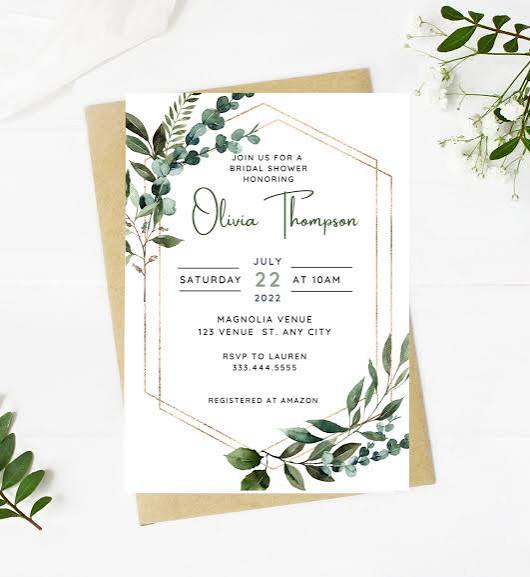 JOIN US FOR A
BRIDAL SHOWER
HONORING
Olivia Thompson
JULY
SATURDAY 22 AT 10AM
2022
MAGNOLIA VENUE
123 VENUE ST. ANY CITY
RSVP TO LAUREN
333.444.5555
REGISTERED AT AMAZON